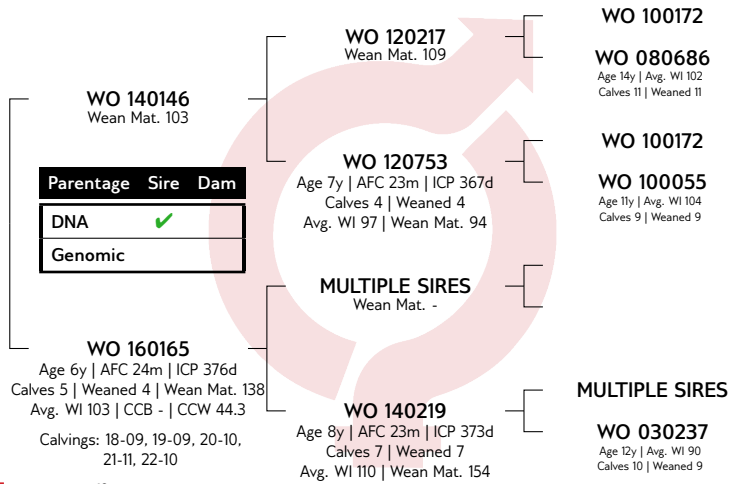 WO 100172
WO 120217
Wean Mat. 109
WO 080686
Age 14y | Avg. WI 102
Calves 11 | Weaned 11
WO 140146
Wean Mat. 103
WO 100172
WO 120753
Age 7y | AFC 23m | ICP 367d
Calves 4 | Weaned 4
Avg. WI 97 | Wean Mat. 94
WO 100055
Age 11y | Avg. WI 104
Calves 9 | Weaned 9
Parentage Sire Dam
DNA ✔
Genomic
MULTIPLE SIRES
Wean Mat. -
WO 160165
Age 6y | AFC 24m | ICP 376d
Calves 5 | Weaned 4 | Wean Mat. 138
Avg. WI 103 | CCB - | CCW 44.3
Calvings: 18-09, 19-09, 20-10,
21-11, 22-10
MULTIPLE SIRES
WO 140219
Age 8y | AFC 23m | ICP 373d
Calves 7 | Weaned 7
Avg. WI 110 | Wean Mat. 154
WO 030237
Age 12y | Avg. WI 90
Calves 10 | Weaned 9